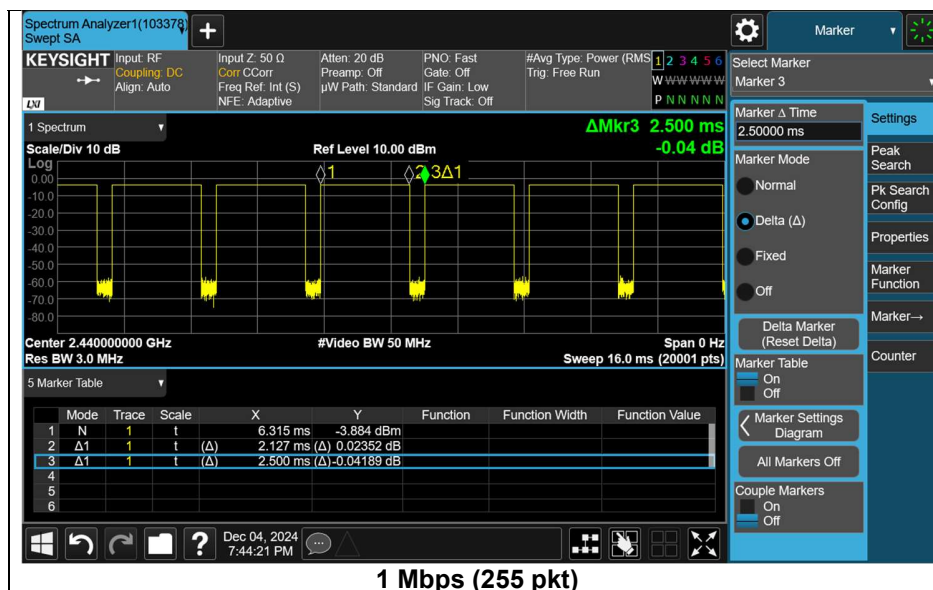 Spectrum Analyzer1(103378)
Swept SA
+
Marker
KEYSIGHT
Input: RF
Coupling: DC
Align: Auto
LXI
Input Z: 50 Ω
Corr CCorr
Freq Ref: Int (S)
NFE: Adaptive
Atten: 20 dB
Preamp: Off
µW Path: Standard
PNO: Fast
Gate: Off
IF Gain: Low
Sig Track: Off
#Avg Type: Power (RMS
Trig: Free Run
1 2 3 4 5 6
W W W W W W
P N N N N N
Select Marker
Marker 3
1 Spectrum
Scale/Div 10 dB
Ref Level 10.00 dBm
ΔMkr3 2.500 ms
-0.04 dB
Log
0.00
-10.0
-20.0
-30.0
-40.0
-50.0
-60.0
-70.0
-80.0
1
2 3Δ1
Center 2.440000000 GHz
#Video BW 50 MHz
Span 0 Hz
Res BW 3.0 MHz
Sweep 16.0 ms (20001 pts)
Marker Δ Time
2.50000 ms
Marker Mode
Normal
Delta (Δ)
Fixed
Off
Delta Marker
(Reset Delta)
Marker Table
On
Off
Marker Settings
Diagram
All Markers Off
Couple Markers
On
Off
Settings
Peak
Search
Pk Search
Config
Properties
Marker
Function
Marker→
Counter
5 Marker Table
Mode Trace Scale X Y Function Function Width Function Value
1 N 1 t 6.315 ms -3.884 dBm
2 Δ1 1 t (Δ) 2.127 ms (Δ) 0.02352 dB
3 Δ1 1 t (Δ) 2.500 ms (Δ) -0.04189 dB
4
5
6
?
Dec 04, 2024
7:44:21 PM
1 Mbps (255 pkt)